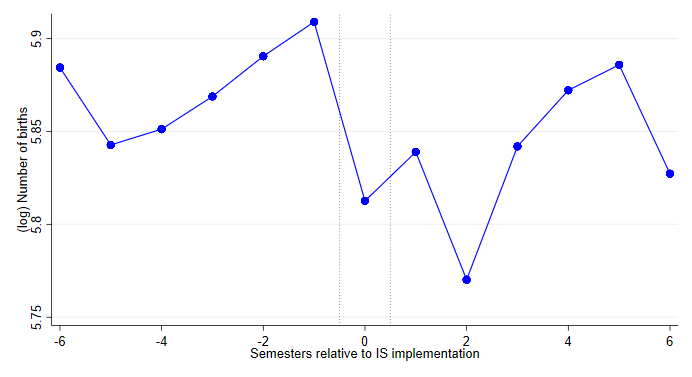 (log) Number of births
5.9
5.85
5.8
5.75
-6 -4 -2 0 2 4 6
Semesters relative to IS implementation